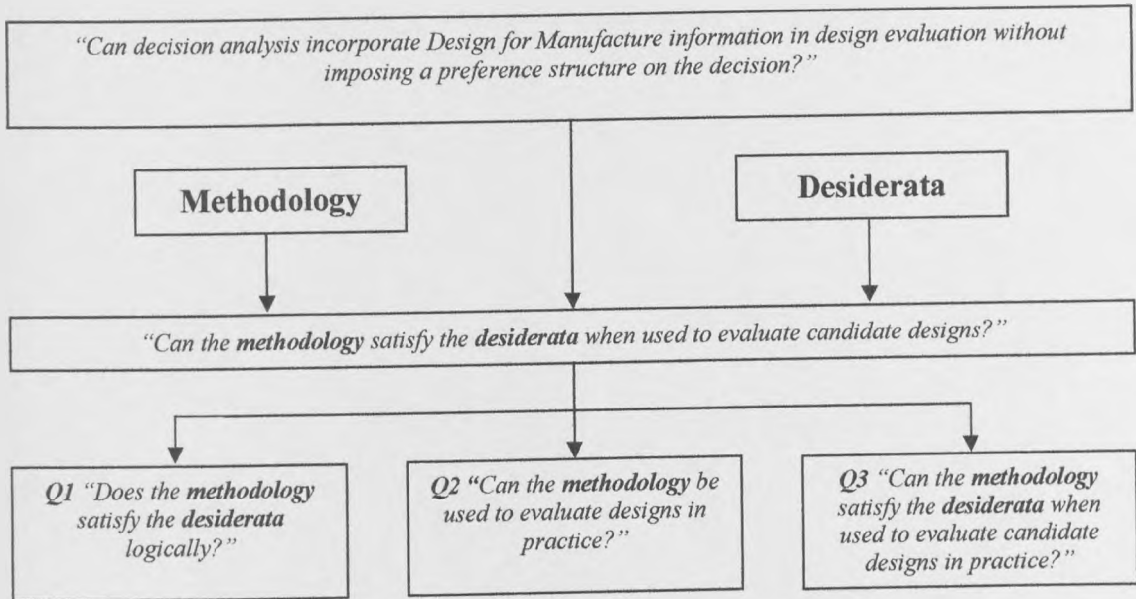 “Can decision analysis incorporate Design for Manufacture information in design evaluation without
imposing a preference structure on the decision?”
Methodology
Desiderata
“Can the methodology satisfy the desiderata when used to evaluate candidate designs?”
Q1 “Does the methodology
satisfy the desiderata
logically?”
Q2 “Can the methodology be
used to evaluate designs in
practice?”
Q3 “Can the methodology
satisfy the desiderata when
used to evaluate candidate
designs in practice?”